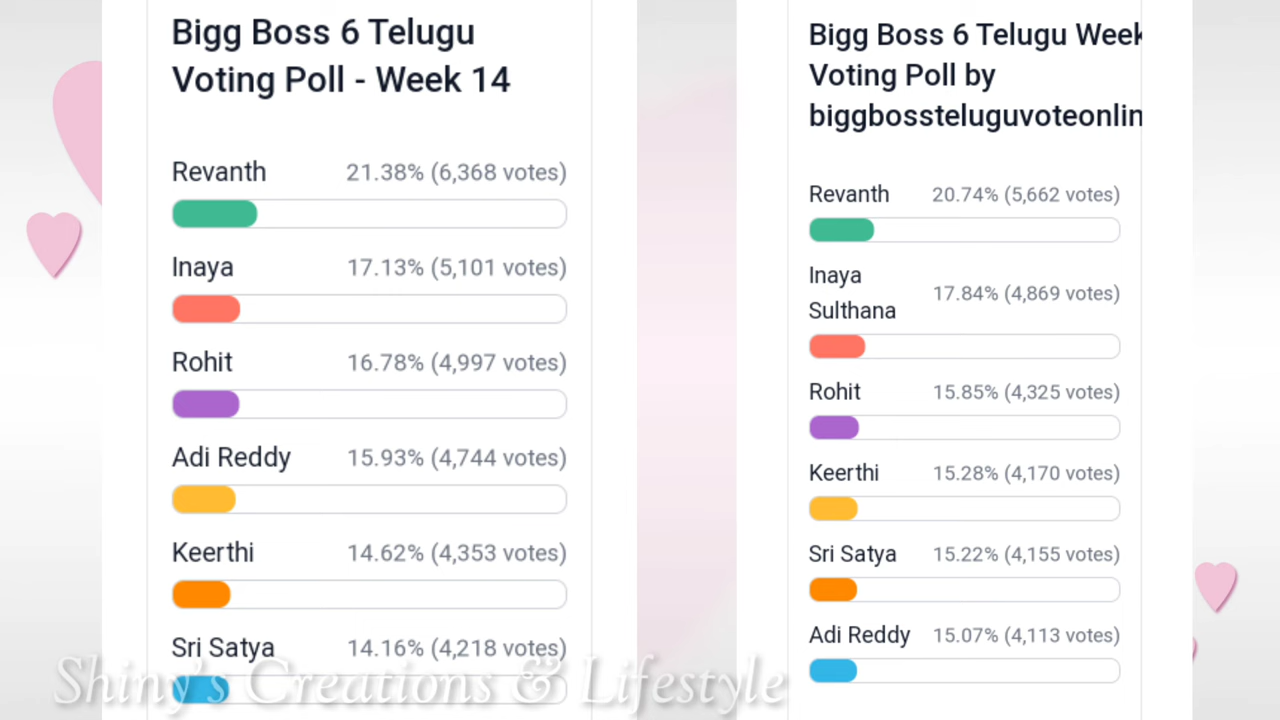 Bigg Boss 6 Telugu
Voting Poll - Week 14
Revanth 21.38% (6,368 votes)
Inaya 17.13% (5,101 votes)
Rohit 16.78% (4,997 votes)
Adi Reddy 15.93% (4,744 votes)
Keerthi 14.62% (4,353 votes)
Sri Satya 14.16% (4,218 votes)
Bigg Boss 6 Telugu Week
Voting Poll by
biggbossteluguvoteonlin
Revanth 20.74% (5,662 votes)
Inaya
Sulthana 17.84% (4,869 votes)
Rohit 15.85% (4,325 votes)
Keerthi 15.28% (4,170 votes)
Sri Satya 15.22% (4,155 votes)
Adi Reddy 15.07% (4,113 votes)
Shiny's Creations & Lifestyle